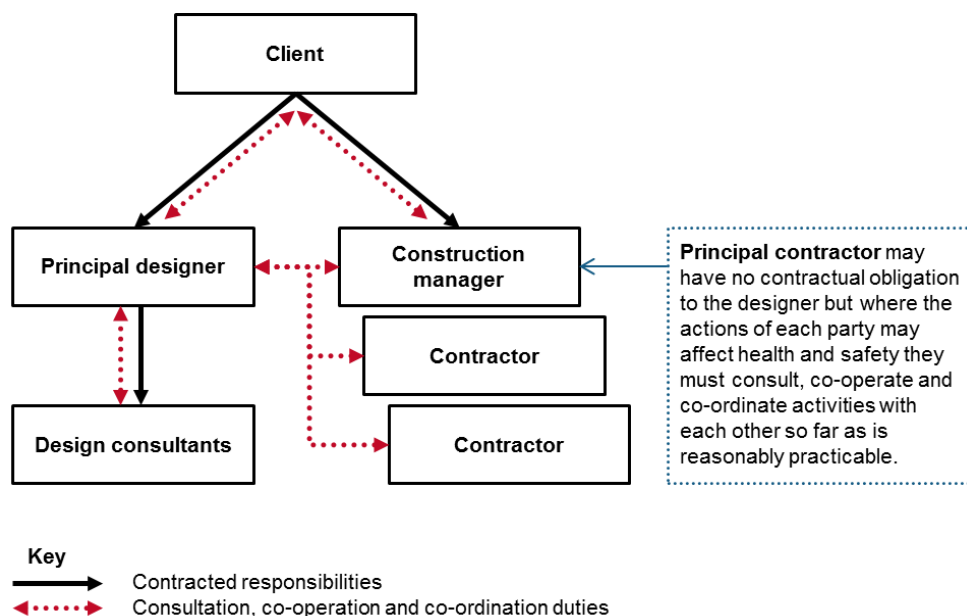 Client
Principal designer
Construction
manager
Principal contractor may
have no contractual obligation
to the designer but where the
actions of each party may
affect health and safety they
must consult, co-operate and
co-ordinate activities with
each other so far as is
reasonably practicable.
Contractor
Design consultants
Contractor
Key
Contracted responsibilities
Consultation, co-operation and co-ordination duties